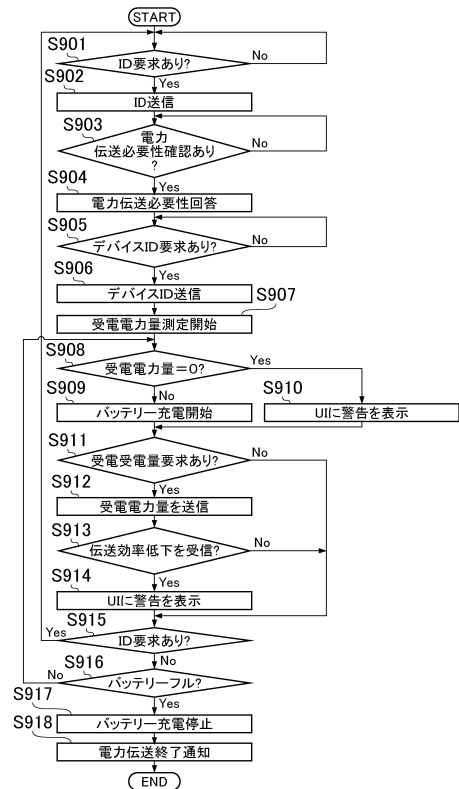 START
S901
ID要求あり?
No
Yes
S902
ID送信
S903
電力
伝送必要性確認あり
?
No
Yes
S904
電力伝送必要性回答
S905
デバイスID要求あり?
No
Yes
S906
デバイスID送信
S907
受電電力量測定開始
S908
受電電力量=0?
Yes
No
S909
バッテリー充電開始
S910
UIに警告を表示
S911
受電受電量要求あり?
No
Yes
S912
受電電力量を送信
S913
伝送効率低下を受信?
No
Yes
S914
UIに警告を表示
S915
ID要求あり?
Yes
No
S916
バッテリーフル?
No
Yes
S917
バッテリー充電停止
S918
電力伝送終了通知
END